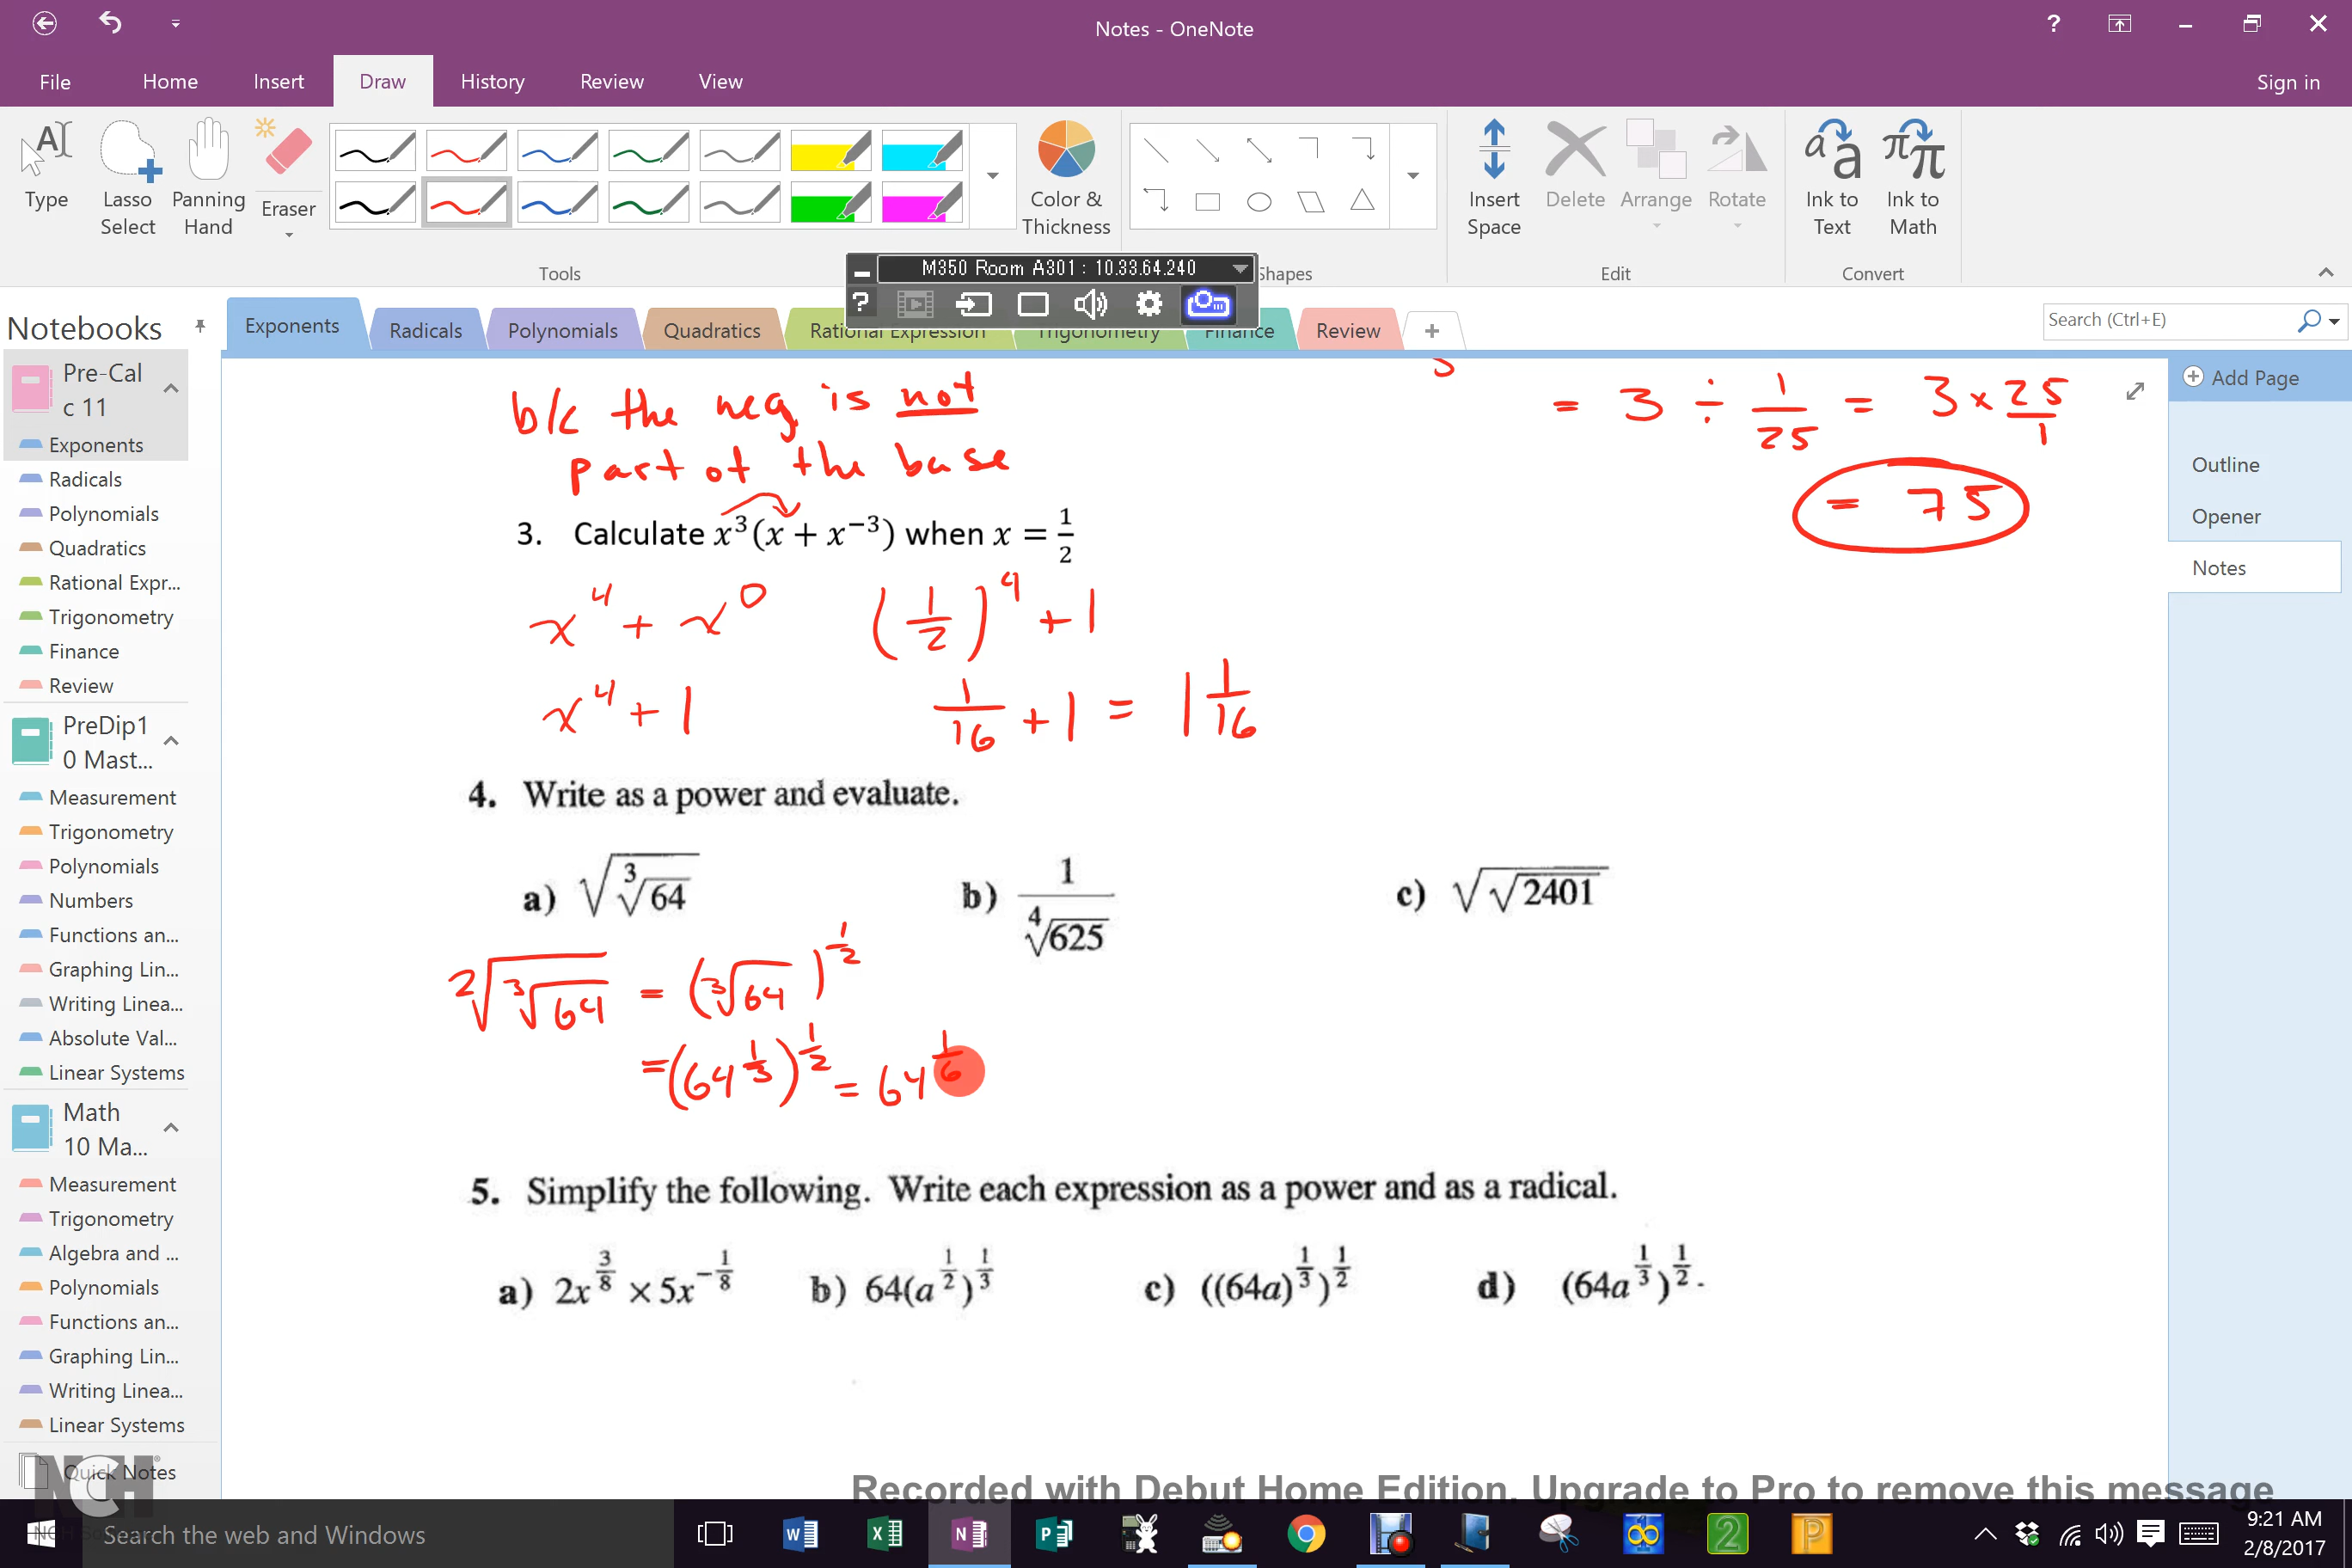 Notes - OneNote
?
File Home Insert Draw History Review View Sign in
Type
Lasso Select
Panning Hand
Eraser
Color & Thickness
Insert Space
Delete
Arrange
Rotate
Ink to Text
Ink to Math
Tools
Shapes
Edit
Convert
M350 Room A301 : 10.33.64.240
?
Notebooks
Exponents Radicals Polynomials Quadratics Rational Expression Trigonometry Finance Review +
Search (Ctrl+E)
Pre-Cal
c 11
Exponents
Radicals
Polynomials
Quadratics
Rational Expr...
Trigonometry
Finance
Review
PreDip1
0 Mast...
Measurement
Trigonometry
Polynomials
Numbers
Functions an...
Graphing Lin...
Writing Linea...
Absolute Val...
Linear Systems
Math
10 Ma...
Measurement
Trigonometry
Algebra and ...
Polynomials
Functions an...
Graphing Lin...
Writing Linea...
Linear Systems
Quick Notes
b/c the neg is not
part of the base
= 3 ÷ 1/25 = 3 × 25/1
= 75
3. Calculate x³(x + x⁻³) when x = 1/2
x⁴ + x⁰ (1/2)⁴ + 1
x⁴ + 1 1/16 + 1 = 1 1/16
4. Write as a power and evaluate.
a) √(∛64) b) 1/∜625 c) √(√2401)
²√(³√64) = (³√64)^(1/2)
= (64^(1/3))^(1/2) = 64^(1/6)
5. Simplify the following. Write each expression as a power and as a radical.
a) 2x^(3/8) × 5x^(-1/8) b) 64(a^(1/2))^(1/3) c) ((64a)^(1/3))^(1/2) d) (64a^(1/3))^(1/2).
Add Page
Outline
Opener
Notes
NCH
Recorded with Debut Home Edition. Upgrade to Pro to remove this message
Search the web and Windows
9:21 AM
2/8/2017